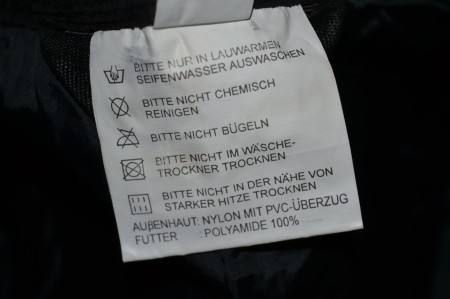 BITTE NUR IN LAUWARMEN
SEIFENWASSER AUSWASCHEN
BITTE NICHT CHEMISCH
REINIGEN
BITTE NICHT BÜGELN
BITTE NICHT IM WÄSCHE-
TROCKNER TROCKNEN
BITTE NICHT IN DER NÄHE VON
STARKER HITZE TROCKNEN
AUβENHAUT: NYLON MIT PVC-ÜBERZUG
FUTTER : POLYAMIDE 100%